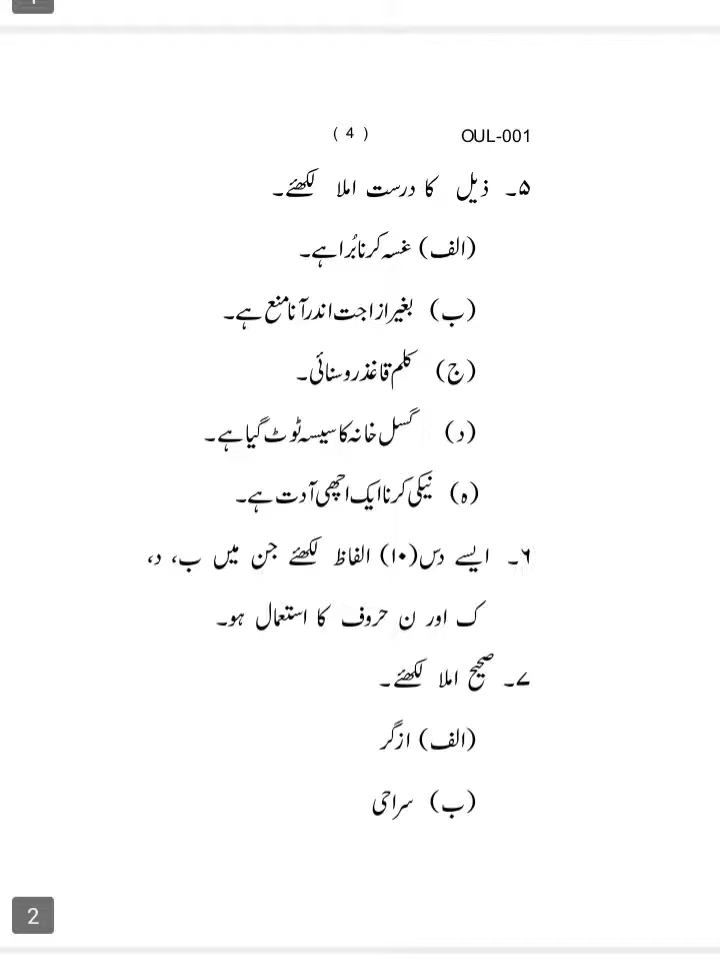 ( 4 ) OUL-001
۵۔ ذیل کا درست املا لکھئے۔
(الف) غسہ کرنا بُرا ہے۔
(ب) بغیر ازاجت اندر آنا منع ہے۔
(ج) کلم قاغذ روسنائی۔
(د) گسل خانہ کا سیسہ ٹوٹ گیا ہے۔
(ہ) نیکی کرنا ایک اچھی آدت ہے۔
۶۔ ایسے دس (۱۰) الفاظ لکھئے جن میں ب، د،
ک اور ن حروف کا استعمال ہو۔
۷۔ صحیح املا لکھئے۔
(الف) ازگر
(ب) سراحی
2